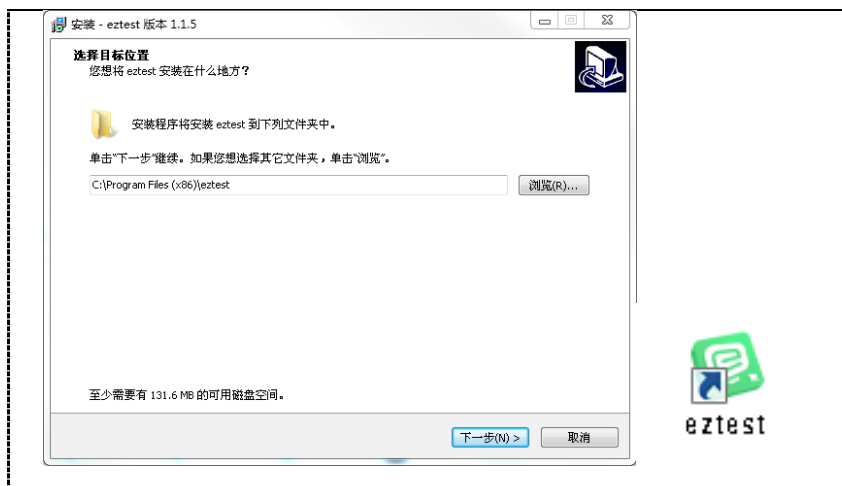 安装 - eztest 版本 1.1.5
选择目标位置
您想将 eztest 安装在什么地方?
安装程序将安装 eztest 到下列文件夹中。
单击“下一步”继续。如果您想选择其它文件夹，单击“浏览”。
C:\Program Files (x86)\eztest
浏览(R)...
至少需要有 131.6 MB 的可用磁盘空间。
下一步(N) >
取消
eztest